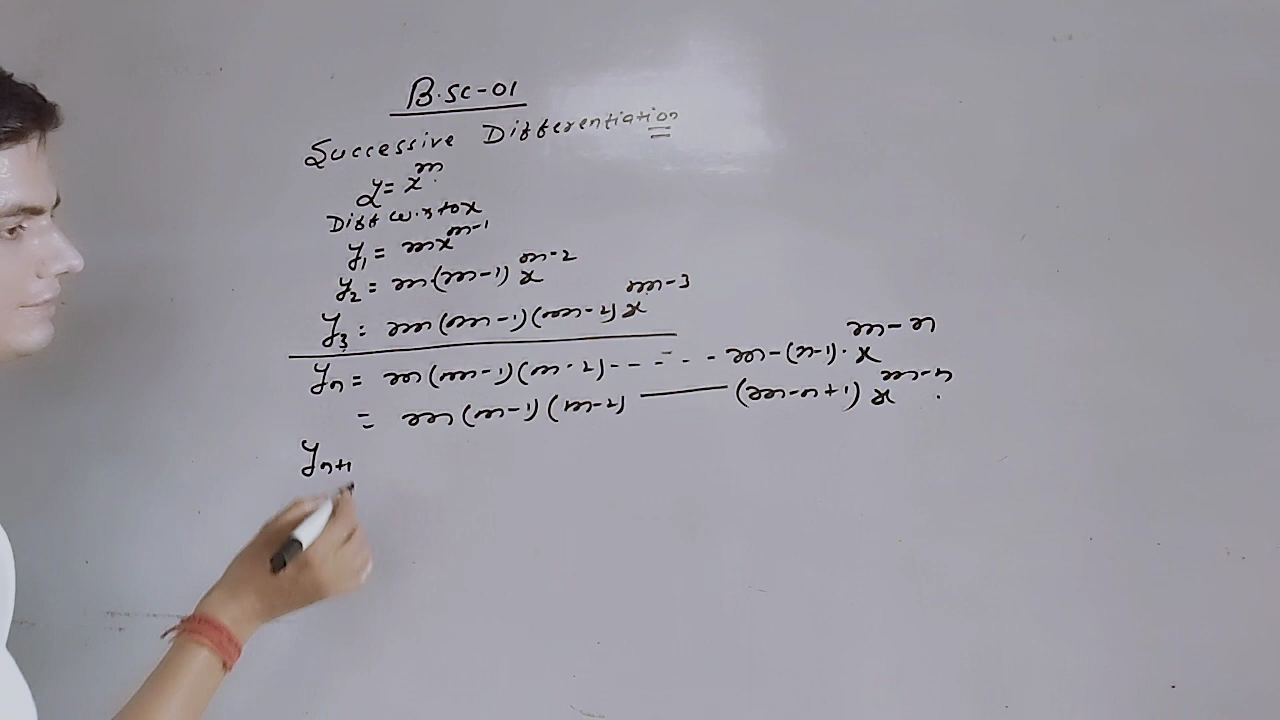 B.Sc-01
Successive Differentiation
y = x^m.
Diff w.r to x
y₁ = mx^{m-1}
y₂ = m(m-1) x^{m-2}
y₃ = m(m-1)(m-2) x^{m-3}
yₙ = m(m-1)(m-2)------- m-(n-1). x^{m-n}
= m(m-1)(m-2) —— (m-n+1) x^{m-n}.
yₙ₊₁